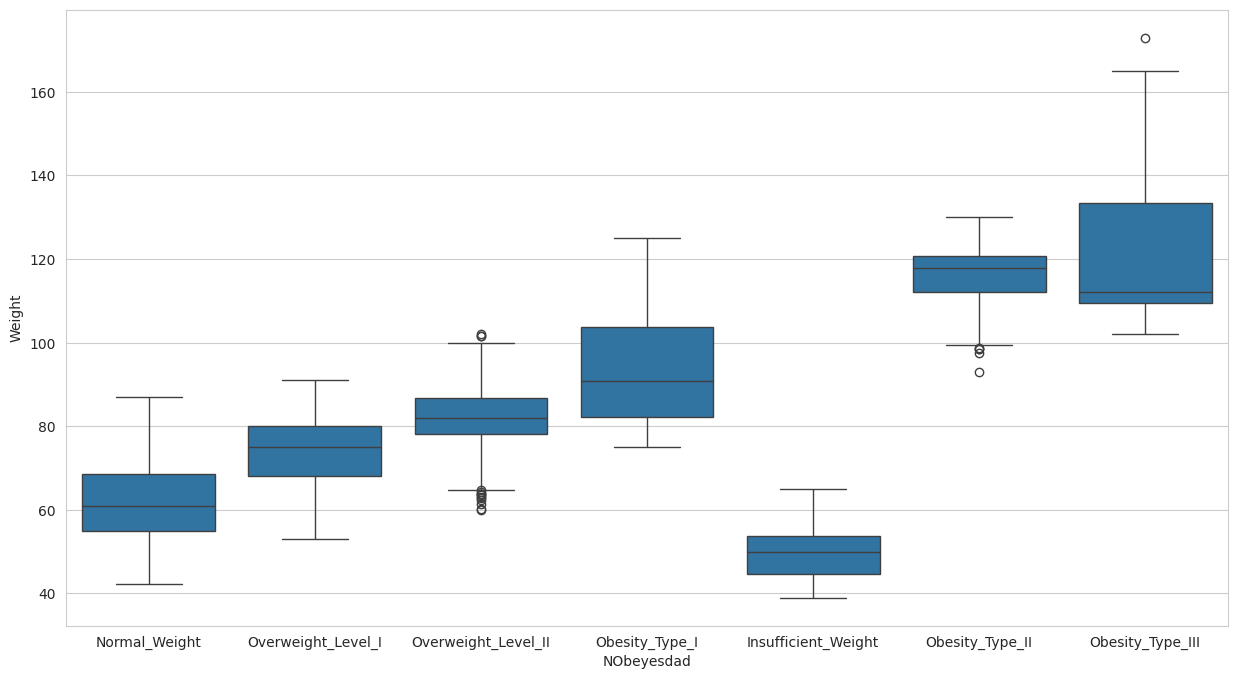 160
140
120
100
80
60
40
Weight
Normal_Weight Overweight_Level_I Overweight_Level_II Obesity_Type_I Insufficient_Weight Obesity_Type_II Obesity_Type_III
NObeyesdad